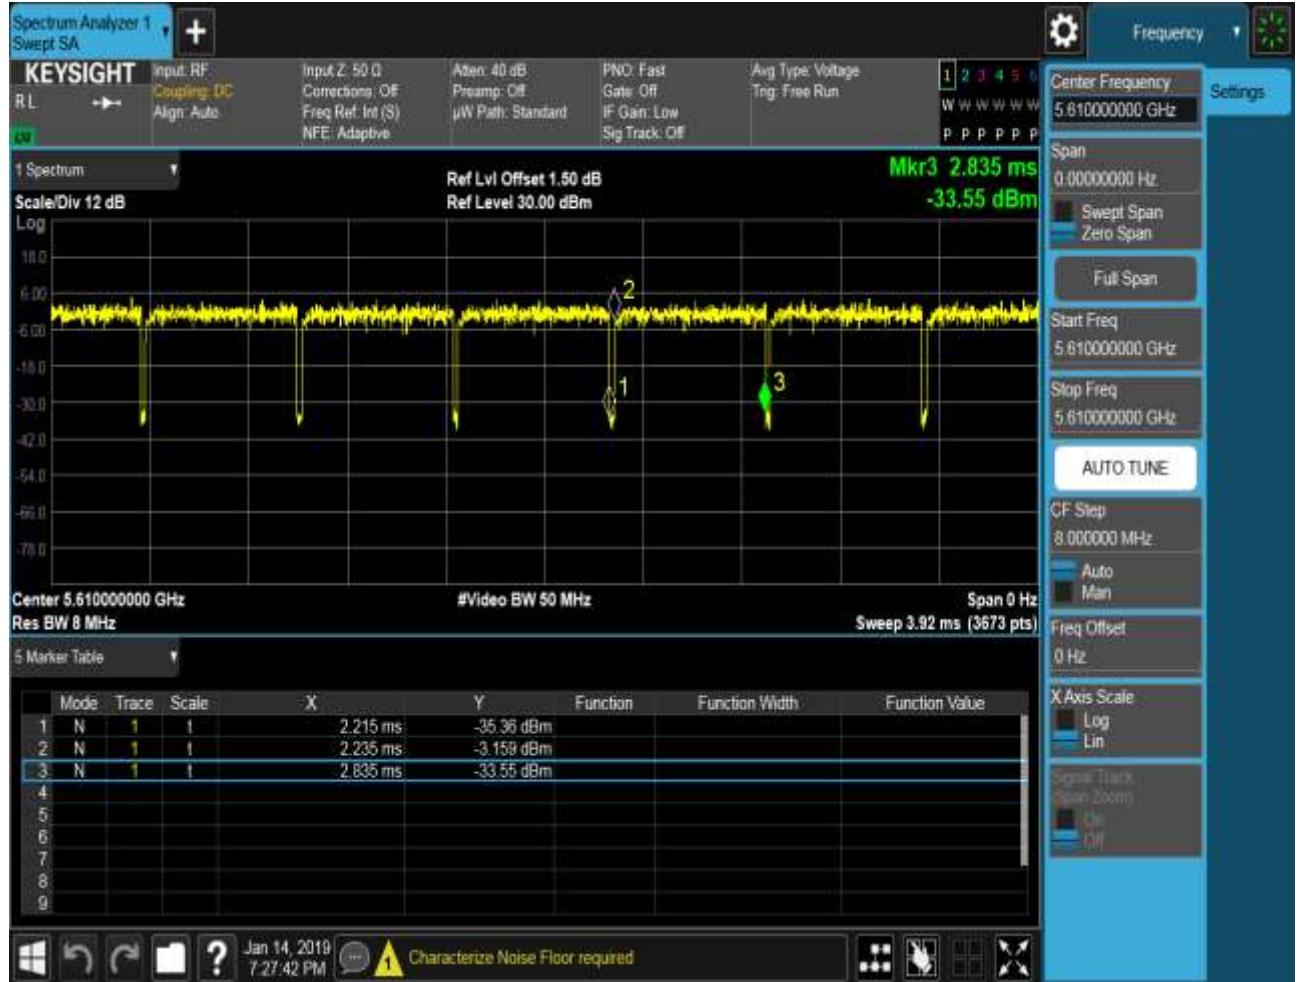 Spectrum Analyzer 1
Swept SA
+
Frequency
KEYSIGHT
RL
Input: RF
Coupling: DC
Align: Auto
Input Z: 50 Ω
Corrections: Off
Freq Ref: Int (S)
NFE: Adaptive
Atten: 40 dB
Preamp: Off
µW Path: Standard
PNO: Fast
Gate: Off
IF Gain: Low
Sig Track: Off
Avg Type: Voltage
Trig: Free Run
1 2 3 4 5 6
W W W W W W
P P P P P P
1 Spectrum
Scale/Div 12 dB
Ref Lvl Offset 1.50 dB
Ref Level 30.00 dBm
Mkr3 2.835 ms
-33.55 dBm
Log
18.0
6.00
-6.00
-18.0
-30.0
-42.0
-54.0
-66.0
-78.0
2
1
3
Center 5.610000000 GHz
#Video BW 50 MHz
Span 0 Hz
Res BW 8 MHz
Sweep 3.92 ms (3673 pts)
5 Marker Table
Mode Trace Scale X Y Function Function Width Function Value
1 N 1 t 2.215 ms -35.36 dBm
2 N 1 t 2.235 ms -3.159 dBm
3 N 1 t 2.835 ms -33.55 dBm
4
5
6
7
8
9
?
Jan 14, 2019
7:27:42 PM
1
Characterize Noise Floor required
Center Frequency
5.610000000 GHz
Settings
Span
0.00000000 Hz
Swept Span
Zero Span
Full Span
Start Freq
5.610000000 GHz
Stop Freq
5.610000000 GHz
AUTO TUNE
CF Step
8.000000 MHz
Auto
Man
Freq Offset
0 Hz
X Axis Scale
Log
Lin
Signal Track
(Span Zoom)
On
Off